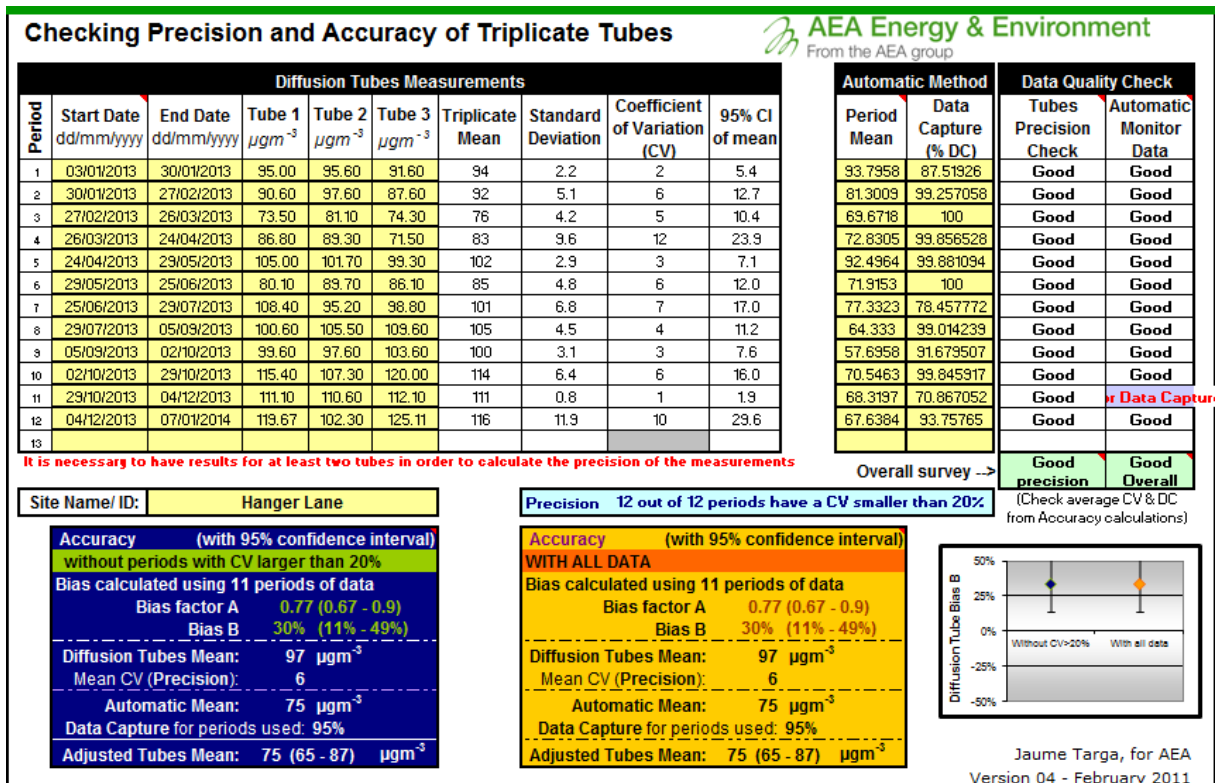 Checking Precision and Accuracy of Triplicate Tubes
AEA Energy & Environment
From the AEA group
Diffusion Tubes Measurements
Automatic Method
Data Quality Check
Period
Start Date dd/mm/yyyy
End Date dd/mm/yyyy
Tube 1 µgm⁻³
Tube 2 µgm⁻³
Tube 3 µgm⁻³
Triplicate Mean
Standard Deviation
Coefficient of Variation (CV)
95% CI of mean
Period Mean
Data Capture (% DC)
Tubes Precision Check
Automatic Monitor Data
1 03/01/2013 30/01/2013 95.00 95.60 91.60 94 2.2 2 5.4 93.7958 87.51926 Good Good
2 30/01/2013 27/02/2013 90.60 97.60 87.60 92 5.1 6 12.7 81.3009 99.257058 Good Good
3 27/02/2013 26/03/2013 73.50 81.10 74.30 76 4.2 5 10.4 69.6718 100 Good Good
4 26/03/2013 24/04/2013 86.80 89.30 71.50 83 9.6 12 23.9 72.8305 99.856528 Good Good
5 24/04/2013 29/05/2013 105.00 101.70 99.30 102 2.9 3 7.1 92.4964 99.881094 Good Good
6 29/05/2013 25/06/2013 80.10 89.70 86.10 85 4.8 6 12.0 71.9153 100 Good Good
7 25/06/2013 29/07/2013 108.40 95.20 98.80 101 6.8 7 17.0 77.3323 78.457772 Good Good
8 29/07/2013 05/09/2013 100.60 105.50 109.60 105 4.5 4 11.2 64.333 99.014239 Good Good
9 05/09/2013 02/10/2013 99.60 97.60 103.60 100 3.1 3 7.6 57.6958 91.679507 Good Good
10 02/10/2013 29/10/2013 115.40 107.30 120.00 114 6.4 6 16.0 70.5463 99.845917 Good Good
11 29/10/2013 04/12/2013 111.10 110.60 112.10 111 0.8 1 1.9 68.3197 70.867052 Good r Data Capture
12 04/12/2013 07/01/2014 119.67 102.30 125.11 116 11.9 10 29.6 67.6384 93.75765 Good Good
13
It is necessary to have results for at least two tubes in order to calculate the precision of the measurements
Overall survey --> Good precision Good Overall
Site Name/ ID: Hanger Lane
Precision 12 out of 12 periods have a CV smaller than 20%
(Check average CV & DC
from Accuracy calculations)
Accuracy (with 95% confidence interval)
without periods with CV larger than 20%
Bias calculated using 11 periods of data
Bias factor A 0.77 (0.67 - 0.9)
Bias B 30% (11% - 49%)
Diffusion Tubes Mean: 97 µgm⁻³
Mean CV (Precision): 6
Automatic Mean: 75 µgm⁻³
Data Capture for periods used: 95%
Adjusted Tubes Mean: 75 (65 - 87) µgm⁻³
Accuracy (with 95% confidence interval)
WITH ALL DATA
Bias calculated using 11 periods of data
Bias factor A 0.77 (0.67 - 0.9)
Bias B 30% (11% - 49%)
Diffusion Tubes Mean: 97 µgm⁻³
Mean CV (Precision): 6
Automatic Mean: 75 µgm⁻³
Data Capture for periods used: 95%
Adjusted Tubes Mean: 75 (65 - 87) µgm⁻³
Diffusion Tube Bias B
50%
25%
0%
-25%
-50%
Without CV>20%
With all data
Jaume Targa, for AEA
Version 04 - February 2011